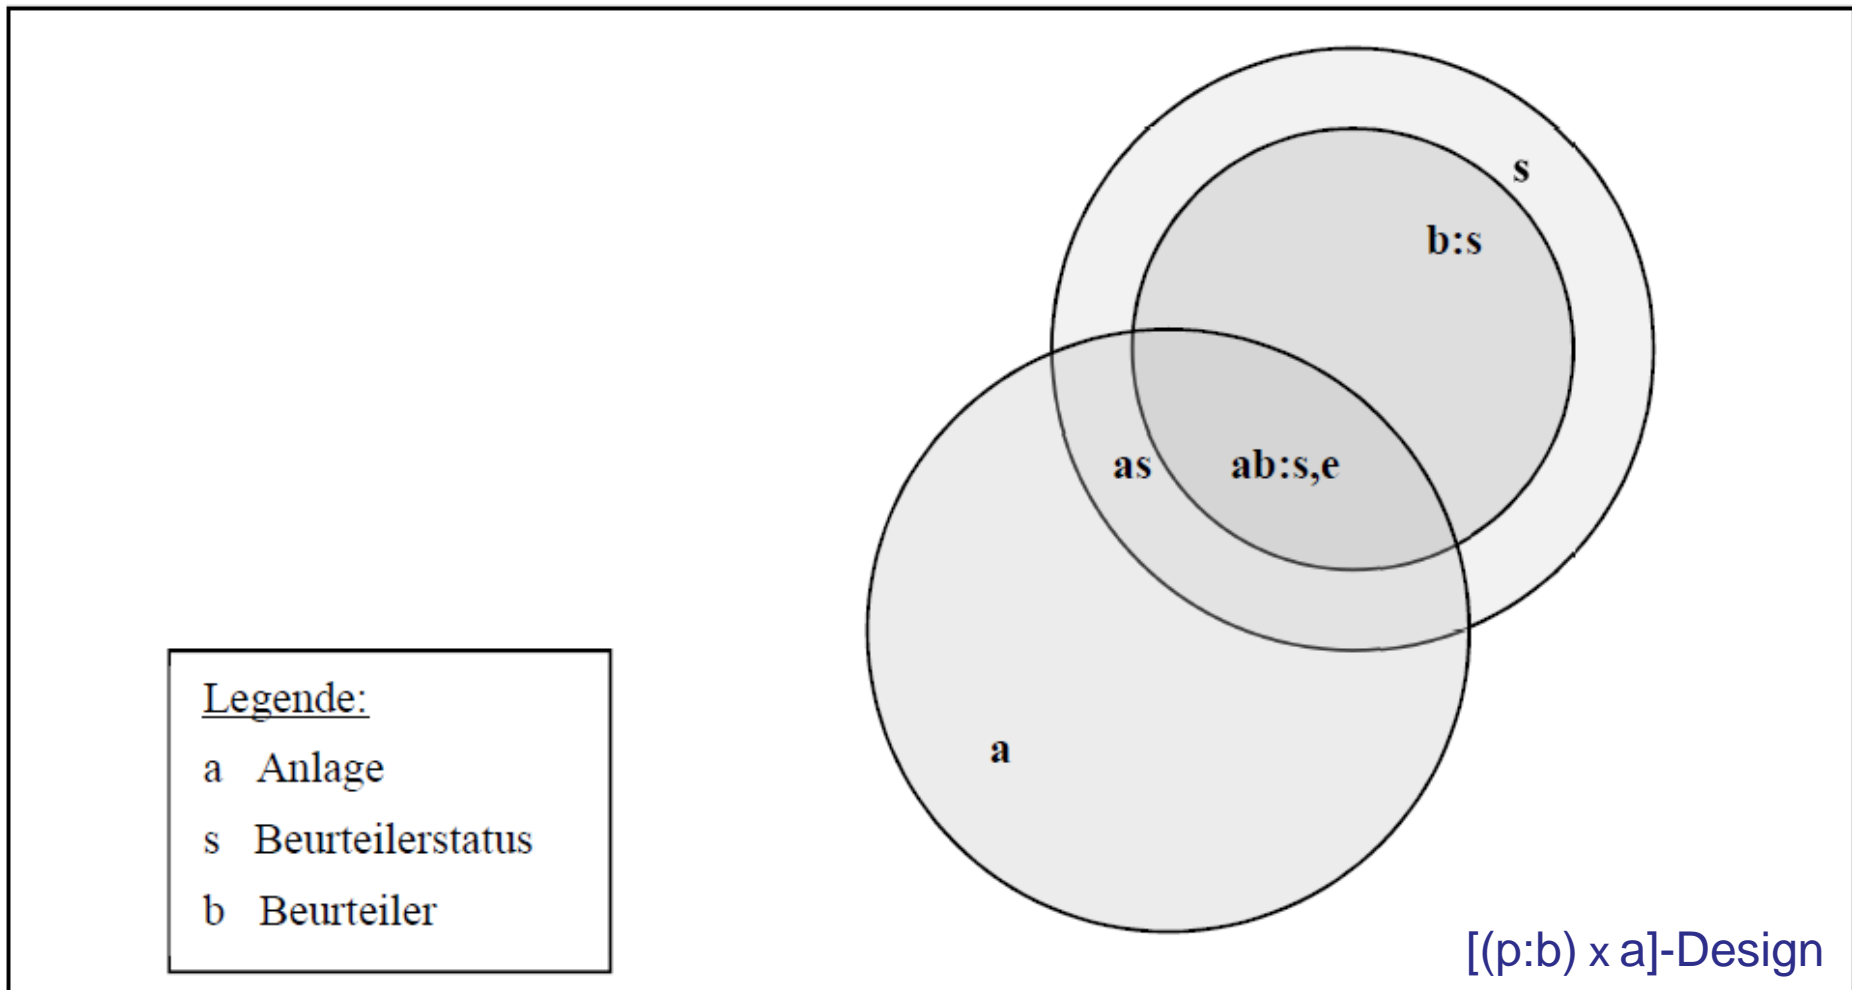 s
b:s
as
ab:s,e
a
Legende:
a Anlage
s Beurteilerstatus
b Beurteiler
[(p:b) x a]-Design